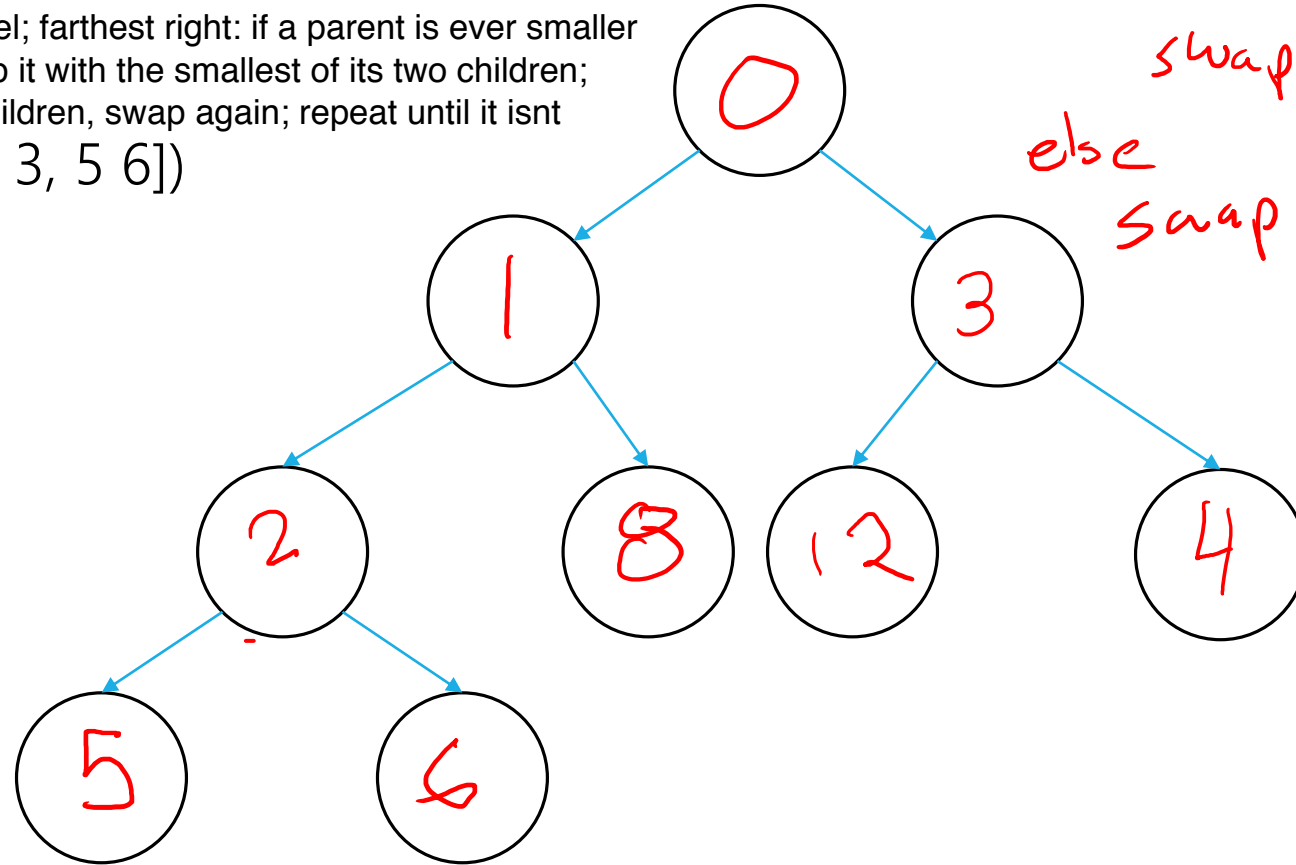 el; farthest right: if a parent is ever smaller
o it with the smallest of its two children;
ildren, swap again; repeat until it isnt
3, 5 6])
swap
else
swap
0
1 3
2 8 12 4
5 6